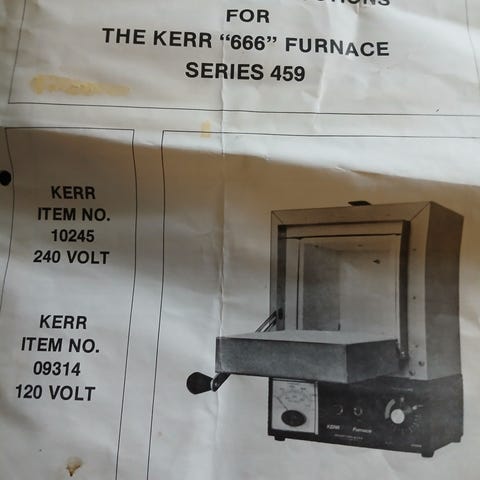 FOR
THE KERR “666” FURNACE
SERIES 459
KERR
ITEM NO.
10245
240 VOLT
KERR
ITEM NO.
09314
120 VOLT
KERR Furnace